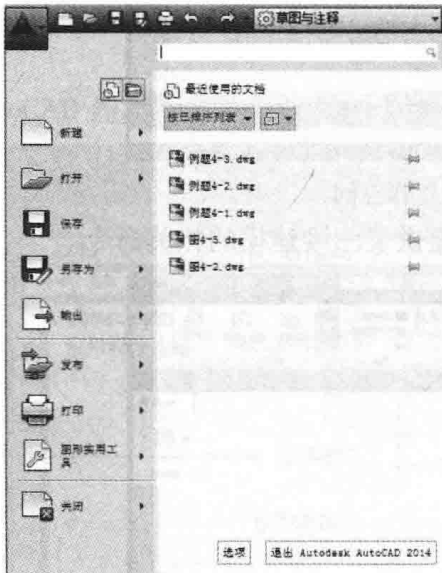 草图与注释
最近使用的文档
按已排序列表
新建
例题4-3.dwg
例题4-2.dwg
打开
例题4-1.dwg
保存
图4-3.dwg
另存为
图4-2.dwg
输出
发布
打印
图形实用工
具
关闭
选项
退出 Autodesk AutoCAD 2014